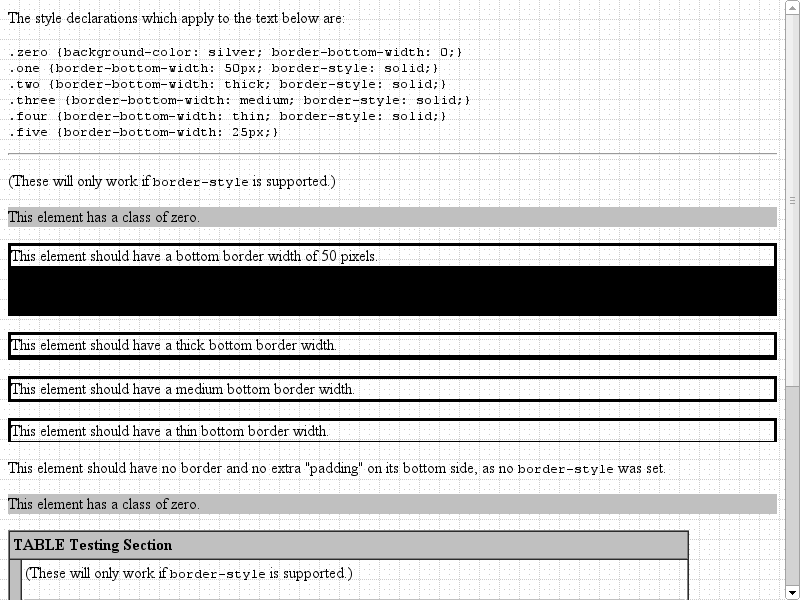 The style declarations which apply to the text below are:
.zero {background-color: silver; border-bottom-width: 0;}
.one {border-bottom-width: 50px; border-style: solid;}
.two {border-bottom-width: thick; border-style: solid;}
.three {border-bottom-width: medium; border-style: solid;}
.four {border-bottom-width: thin; border-style: solid;}
.five {border-bottom-width: 25px;}
(These will only work if border-style is supported.)
This element has a class of zero.
This element should have a bottom border width of 50 pixels.
This element should have a thick bottom border width.
This element should have a medium bottom border width.
This element should have a thin bottom border width.
This element should have no border and no extra "padding" on its bottom side, as no border-style was set.
This element has a class of zero.
TABLE Testing Section
(These will only work if border-style is supported.)